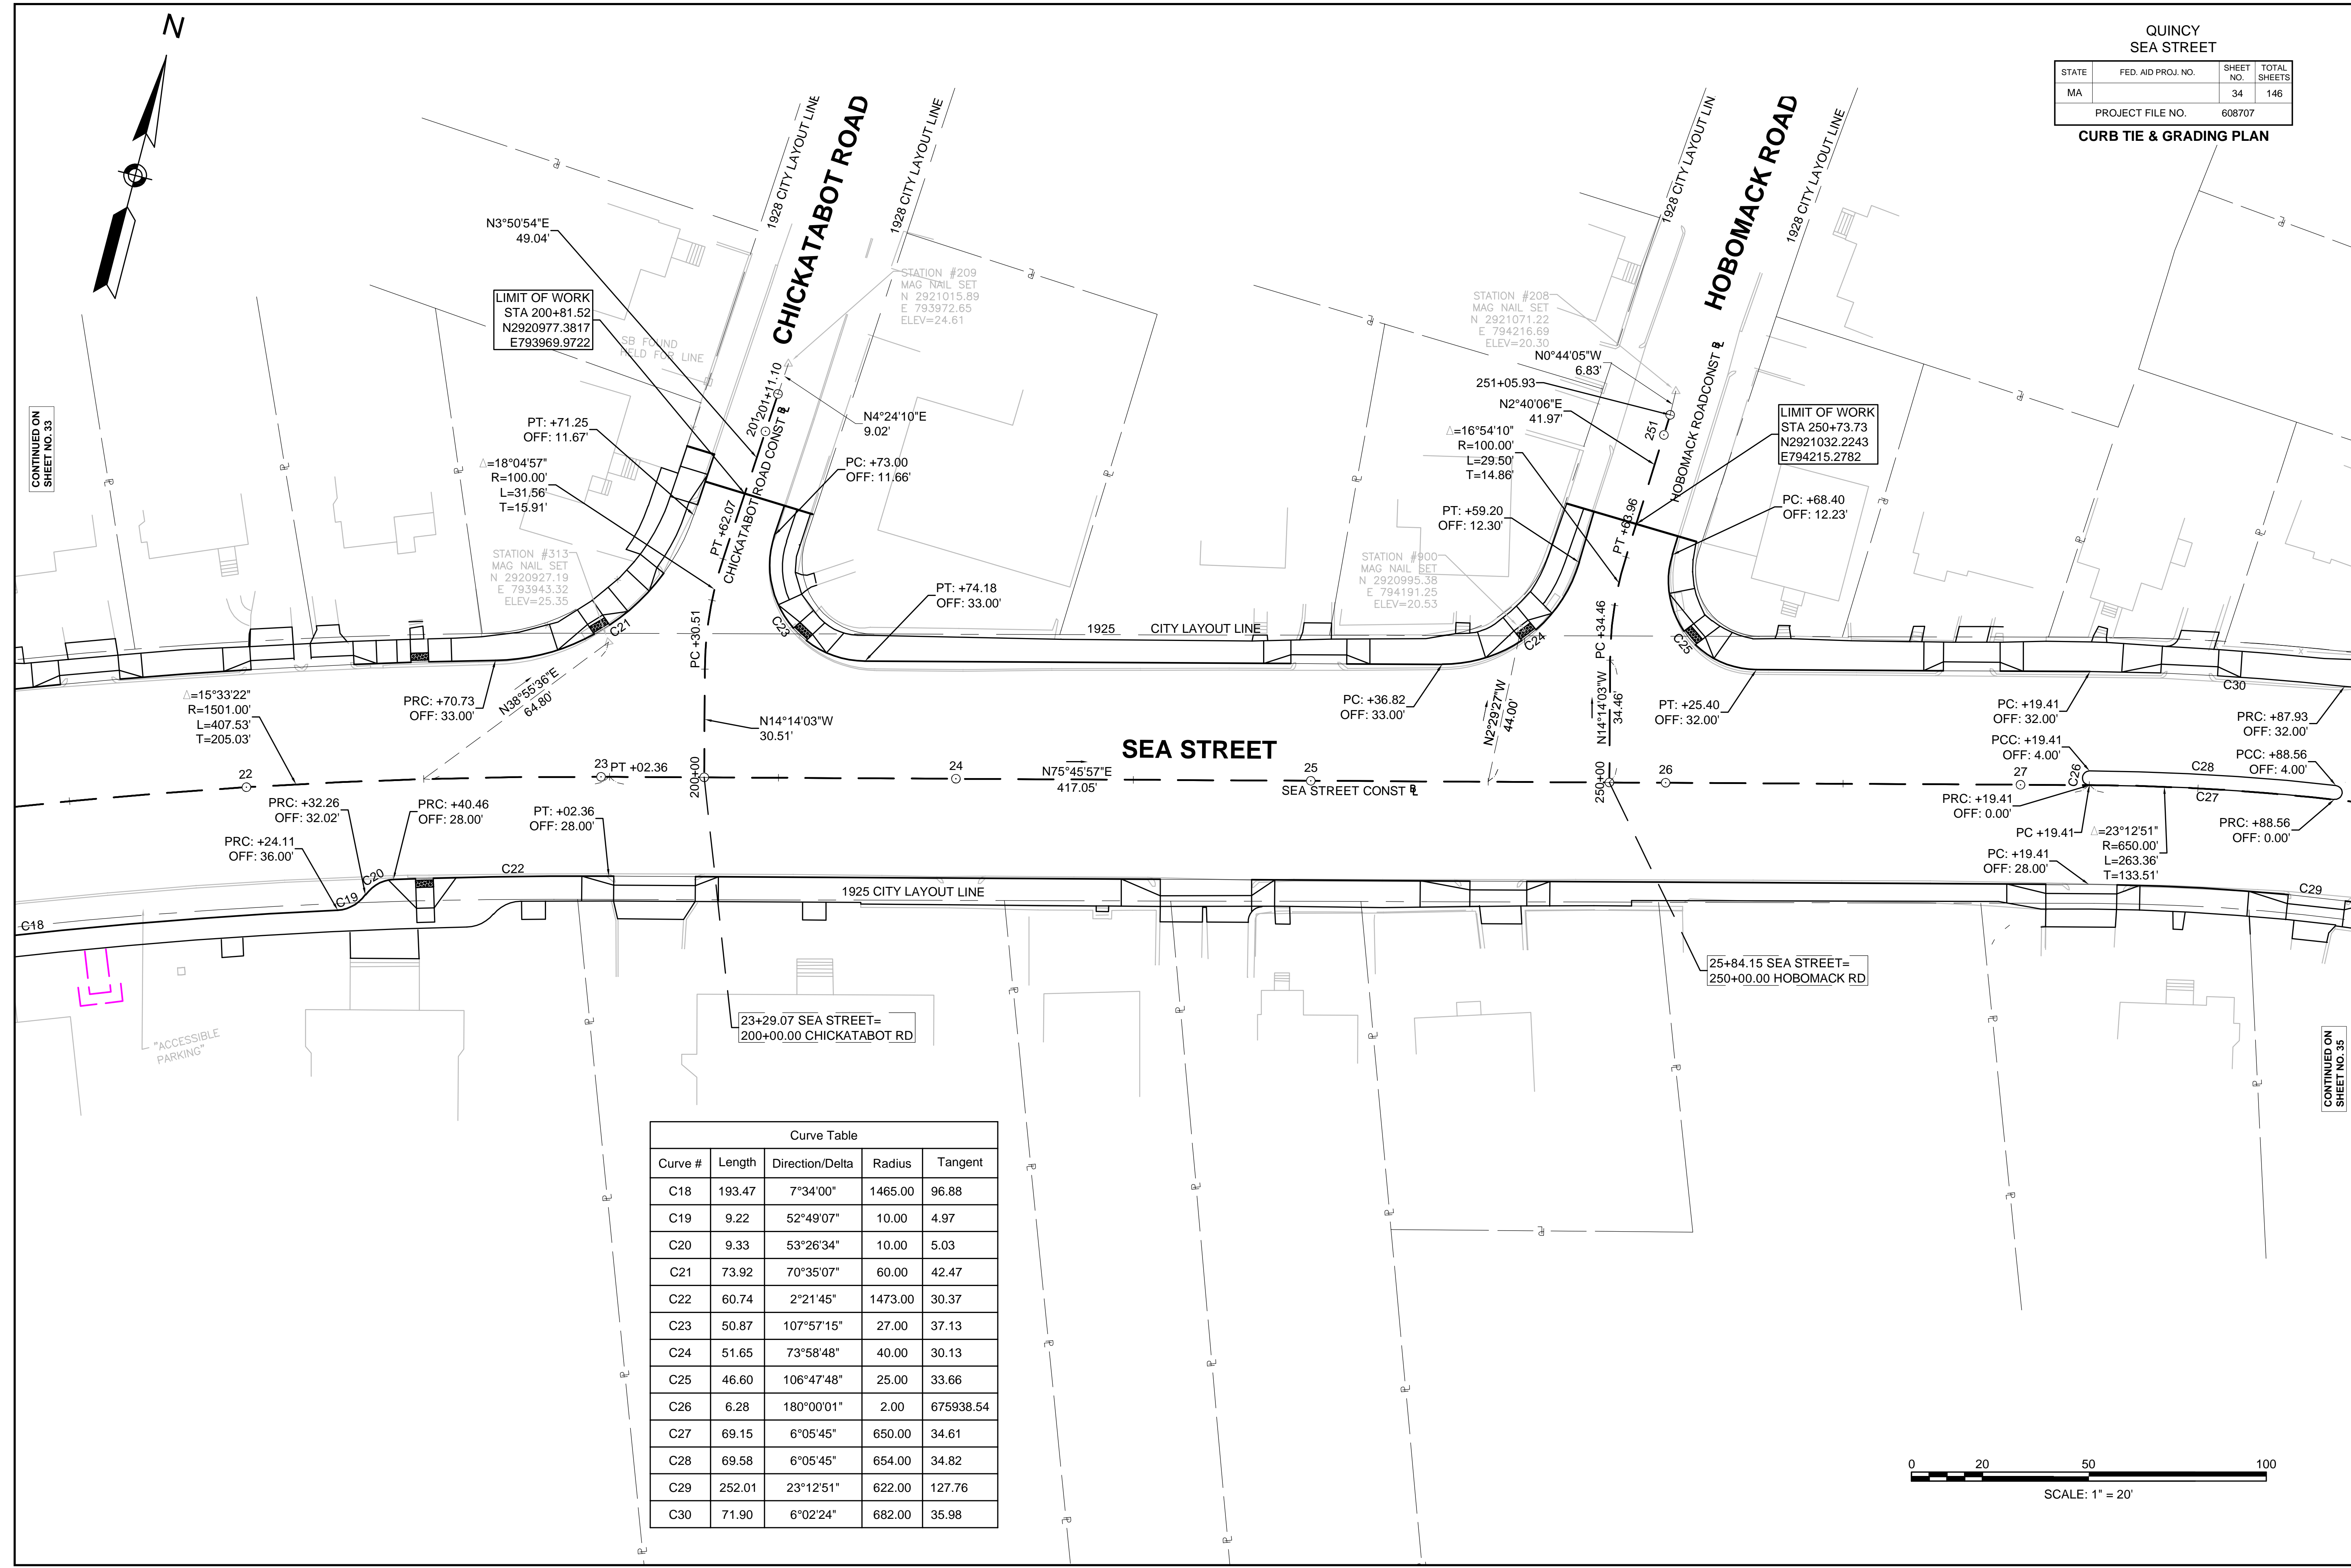 N
QUINCY
SEA STREET
STATE FED. AID PROJ. NO. SHEET NO. TOTAL SHEETS
MA 34 146
PROJECT FILE NO. 608707
CURB TIE & GRADING PLAN
CONTINUED ON
SHEET NO. 33
1928 CITY LAYOUT LINE
CHICKATABOT ROAD
1928 CITY LAYOUT LINE
1928 CITY LAYOUT LIN
HOBOMACK ROAD
1928 CITY LAYOUT LINE
N3°50'54"E
49.04'
LIMIT OF WORK
STA 200+81.52
N2920977.3817
E793969.9722
SB FOUND
HELD FOR LINE
STATION #209
MAG NAIL SET
N 2921015.89
E 793972.65
ELEV=24.61
201+11.10
201
N4°24'10"E
9.02'
PT: +71.25
OFF: 11.67'
△=18°04'57"
R=100.00'
L=31.56'
T=15.91'
PC: +73.00
OFF: 11.66'
PT +62.07
CHICKATABOT ROAD CONST BL
STATION #313
MAG NAIL SET
N 2920927.19
E 793943.32
ELEV=25.35
PT: +74.18
OFF: 33.00'
C21
C23
PC +30.51
1925 CITY LAYOUT LINE
STATION #208
MAG NAIL SET
N 2921071.22
E 794216.69
ELEV=20.30
N0°44'05"W
6.83'
251+05.93
N2°40'06"E
41.97'
251
△=16°54'10"
R=100.00'
L=29.50'
T=14.86'
HOBOMACK ROADCONST BL
LIMIT OF WORK
STA 250+73.73
N2921032.2243
E794215.2782
PT: +59.20
OFF: 12.30'
PT +63.96
PC: +68.40
OFF: 12.23'
STATION #900
MAG NAIL SET
N 2920995.38
E 794191.25
ELEV=20.53
C24
C25
PC +34.46
N14°14'03"W
34.46'
△=15°33'22"
R=1501.00'
L=407.53'
T=205.03'
PRC: +70.73
OFF: 33.00'
N38°55'36"E
64.80'
N14°14'03"W
30.51'
PC: +36.82
OFF: 33.00'
N2°29'27"W
44.00'
PT: +25.40
OFF: 32.00'
PC: +19.41
OFF: 32.00'
C30
PRC: +87.93
OFF: 32.00'
PCC: +19.41
OFF: 4.00'
PCC: +88.56
OFF: 4.00'
SEA STREET
22
23
PT +02.36
200+00
24
N75°45'57"E
417.05'
25
SEA STREET CONST BL
250+00
26
27
C26
C28
C27
PRC: +19.41
OFF: 0.00'
PRC: +88.56
OFF: 0.00'
PC +19.41
△=23°12'51"
R=650.00'
L=263.36'
T=133.51'
PC: +19.41
OFF: 28.00'
PRC: +32.26
OFF: 32.02'
PRC: +40.46
OFF: 28.00'
PT: +02.36
OFF: 28.00'
PRC: +24.11
OFF: 36.00'
C18
C19
C20
C22
1925 CITY LAYOUT LINE
C29
"ACCESSIBLE
PARKING"
23+29.07 SEA STREET=
200+00.00 CHICKATABOT RD
25+84.15 SEA STREET=
250+00.00 HOBOMACK RD
CONTINUED ON
SHEET NO. 35
Curve Table
Curve # Length Direction/Delta Radius Tangent
C18 193.47 7°34'00" 1465.00 96.88
C19 9.22 52°49'07" 10.00 4.97
C20 9.33 53°26'34" 10.00 5.03
C21 73.92 70°35'07" 60.00 42.47
C22 60.74 2°21'45" 1473.00 30.37
C23 50.87 107°57'15" 27.00 37.13
C24 51.65 73°58'48" 40.00 30.13
C25 46.60 106°47'48" 25.00 33.66
C26 6.28 180°00'01" 2.00 675938.54
C27 69.15 6°05'45" 650.00 34.61
C28 69.58 6°05'45" 654.00 34.82
C29 252.01 23°12'51" 622.00 127.76
C30 71.90 6°02'24" 682.00 35.98
0 20 50 100
SCALE: 1" = 20'